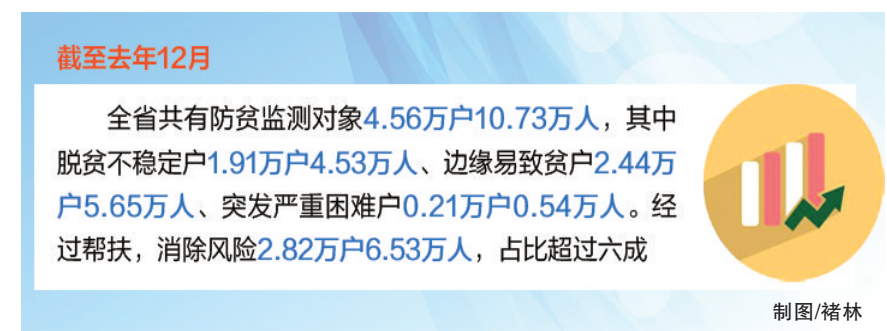 截至去年12月
全省共有防贫监测对象4.56万户10.73万人，其中
脱贫不稳定户1.91万户4.53万人、边缘易致贫户2.44万
户5.65万人、突发严重困难户0.21万户0.54万人。经
过帮扶，消除风险2.82万户6.53万人，占比超过六成
制图/褚林